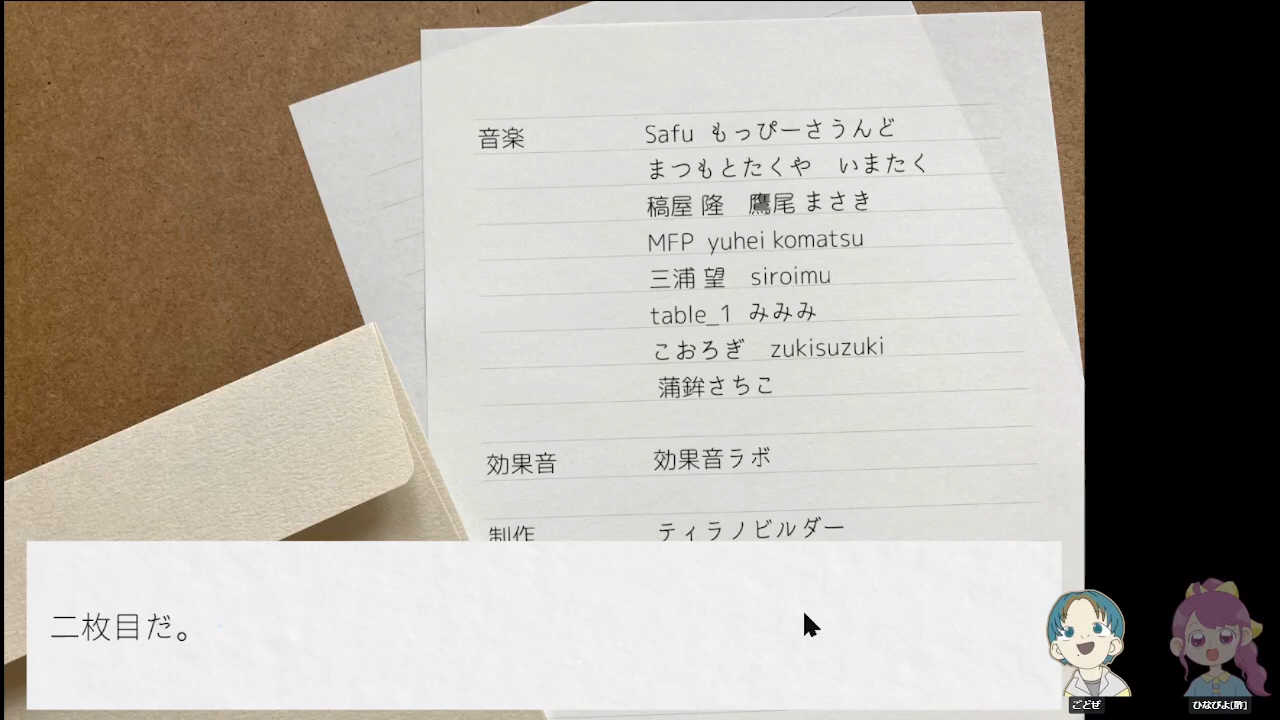 音楽 Safu もっぴーさうんど
まつもとたくや いまたく
稿屋 隆 鷹尾 まさき
MFP yuhei komatsu
三浦 望 siroimu
table_1 みみみ
こおろぎ zukisuzuki
蒲鉾さちこ
効果音 効果音ラボ
制作 ティラノビルダー
二枚目だ。
ごどぜ ひなぴよ[酢]